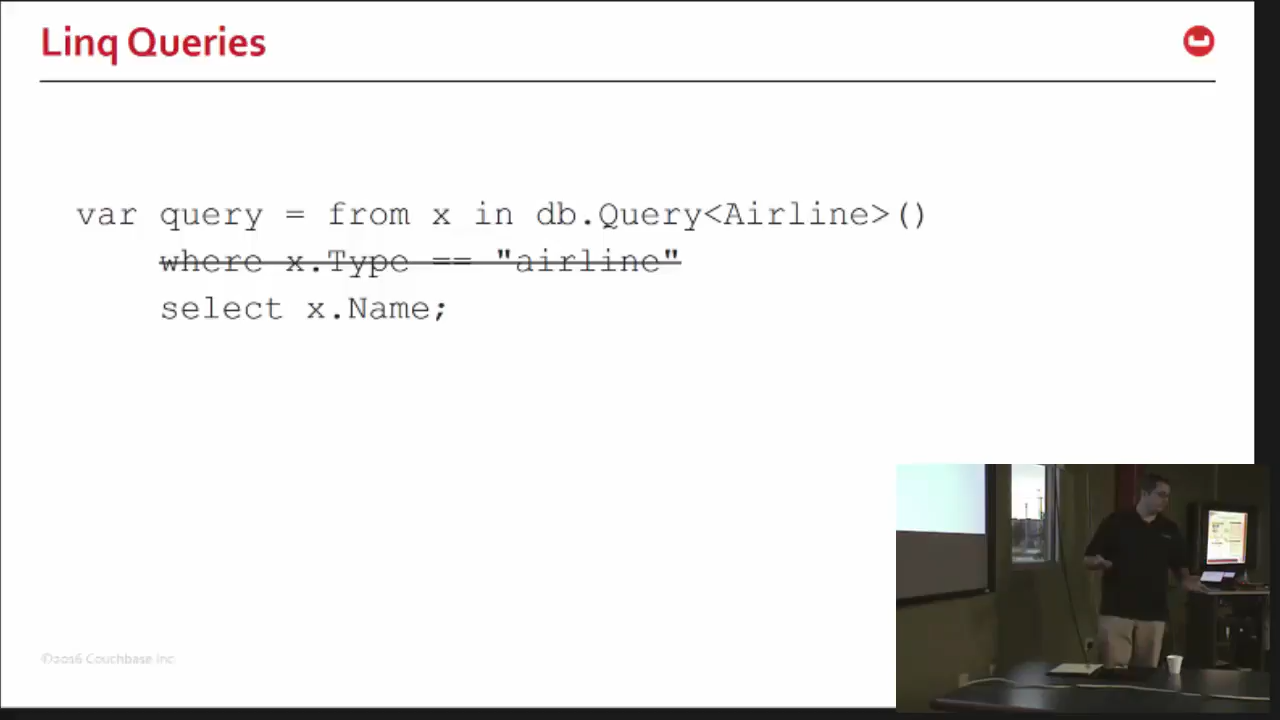 Linq Queries
var query = from x in db.Query<Airline>()
where x.Type == "airline"
select x.Name;
©2016 Couchbase Inc.